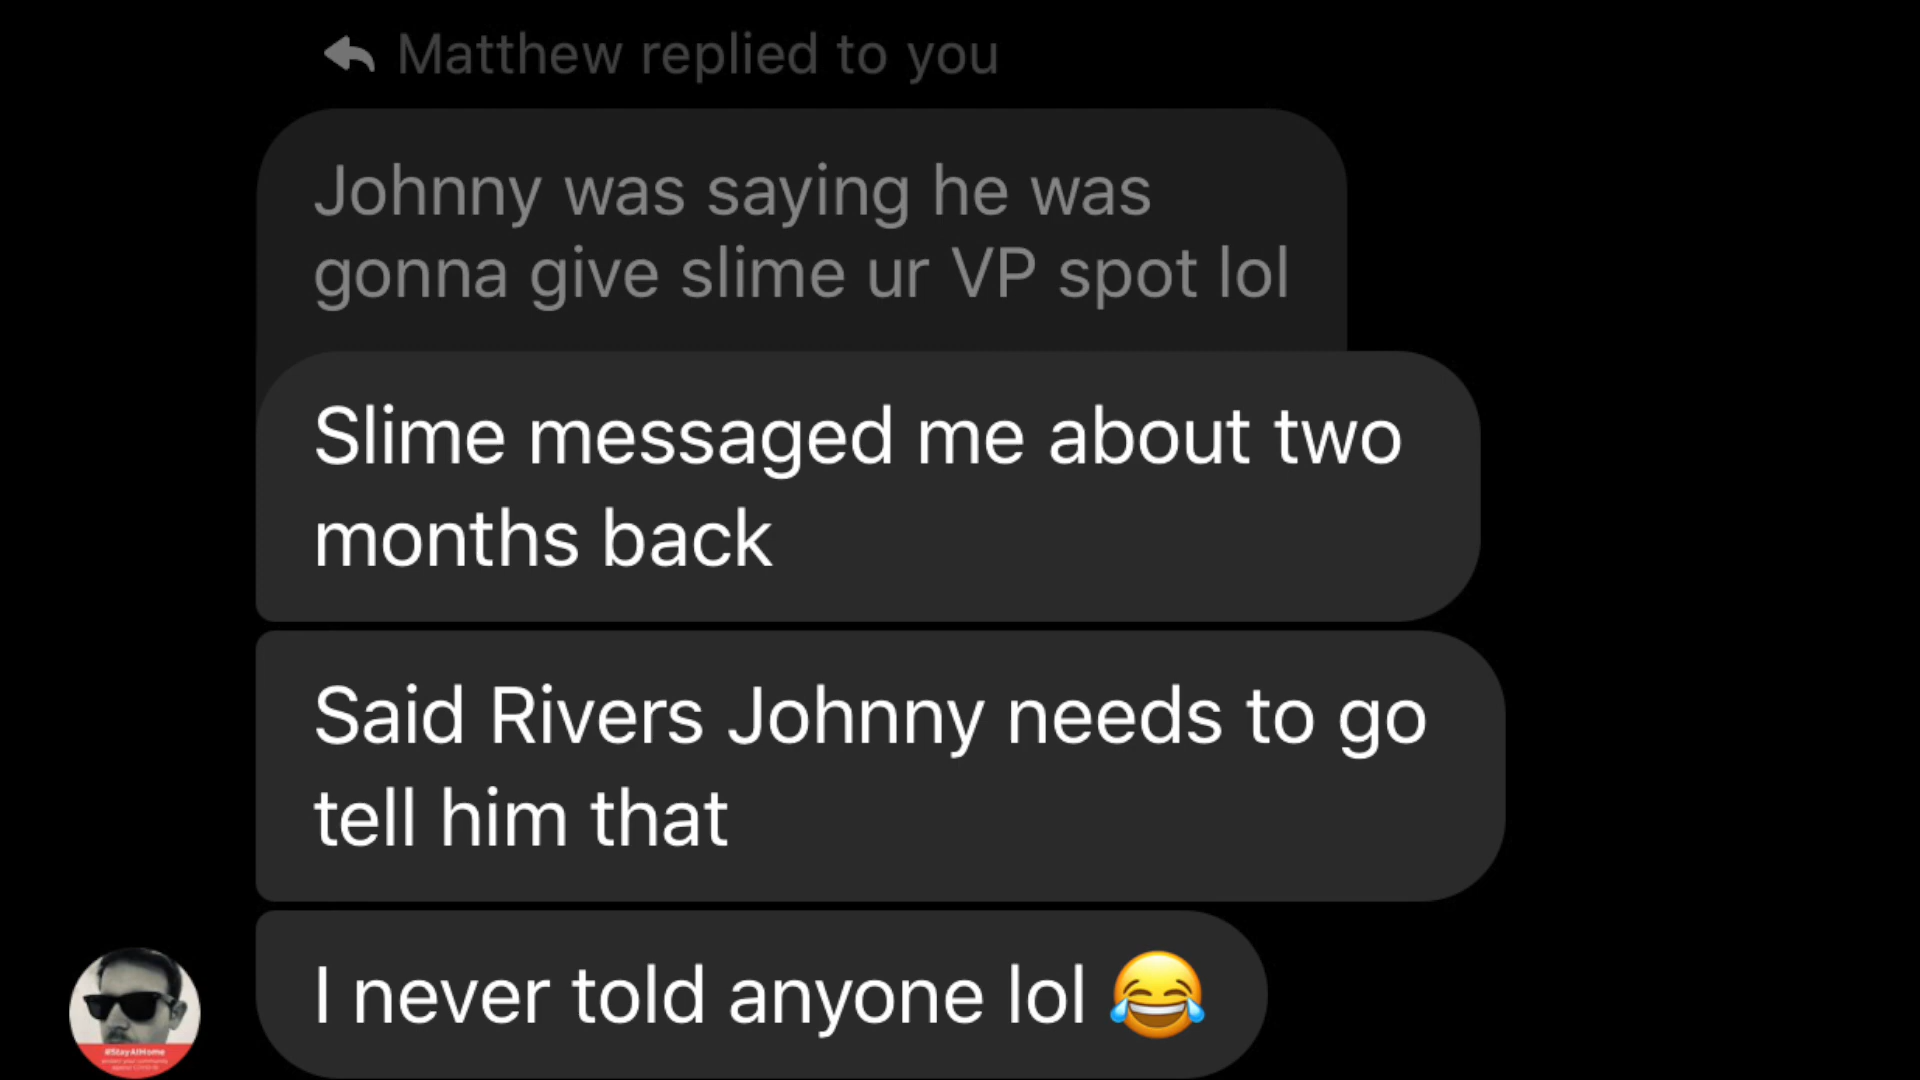 Matthew replied to you
Johnny was saying he was
gonna give slime ur VP spot lol
Slime messaged me about two
months back
Said Rivers Johnny needs to go
tell him that
I never told anyone lol 😂
#StayAtHome